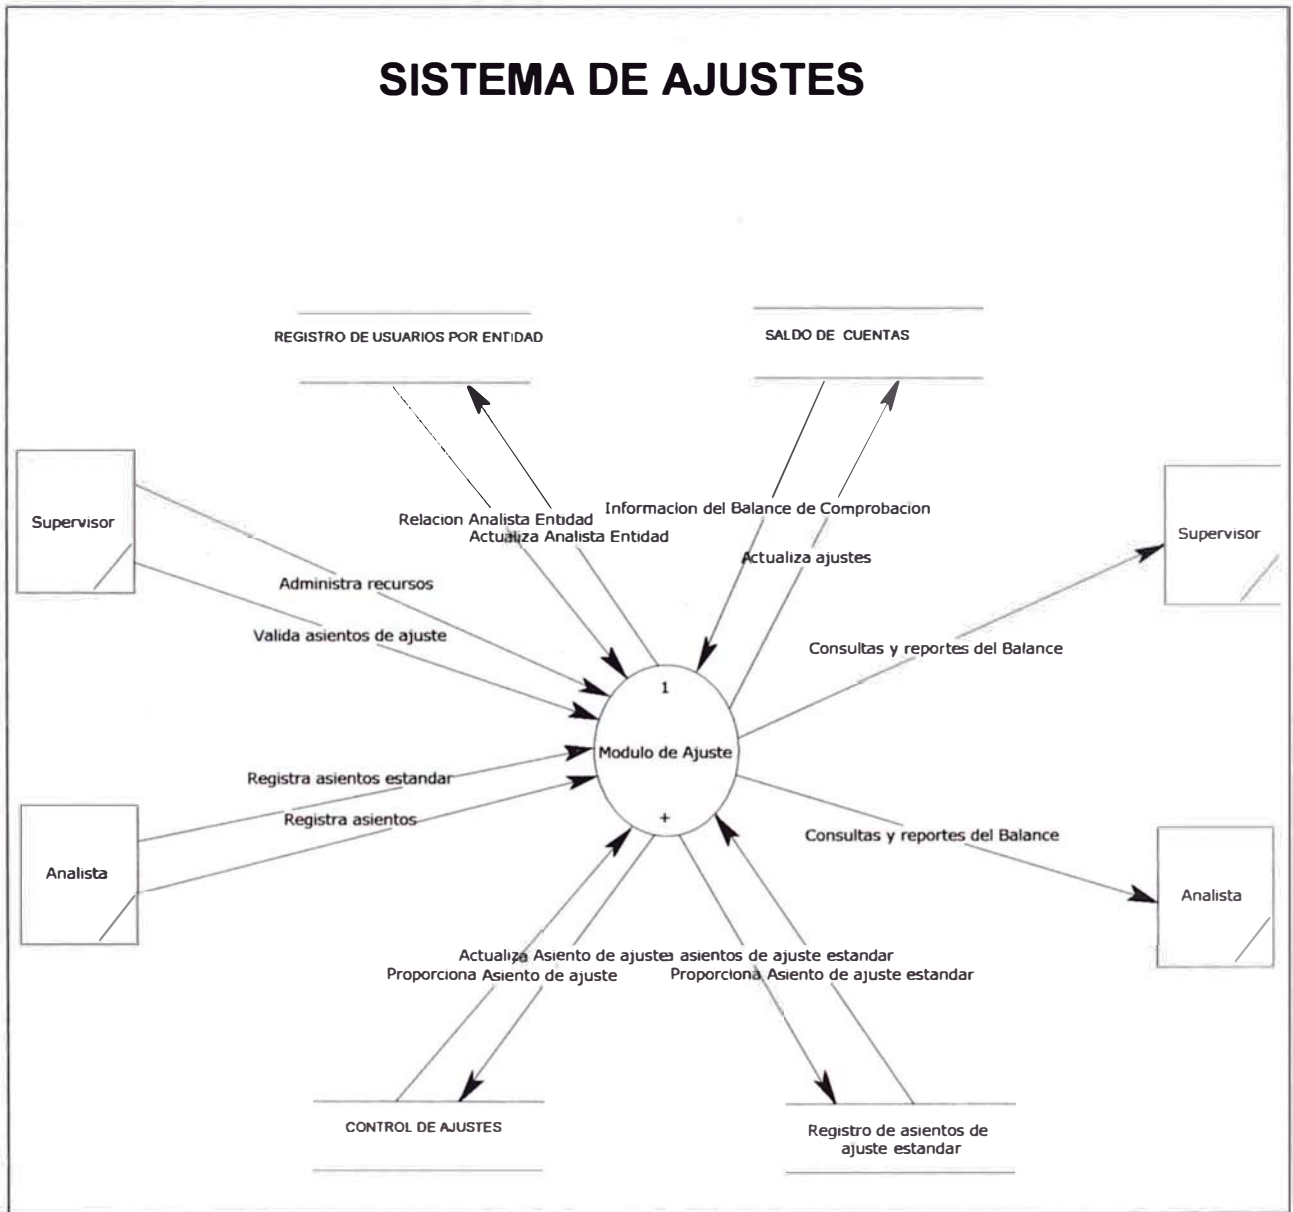 SISTEMA DE AJUSTES
REGISTRO DE USUARIOS POR ENTIDAD
SALDO DE CUENTAS
Supervisor
Supervisor
Relacion Analista Entidad
Actualiza Analista Entidad
Informacion del Balance de Comprobacion
Actualiza ajustes
Administra recursos
Valida asientos de ajuste
Consultas y reportes del Balance
1
Modulo de Ajuste
+
Registra asientos estandar
Registra asientos
Consultas y reportes del Balance
Analista
Analista
Actualiza Asiento de ajuste
asientos de ajuste estandar
Proporciona Asiento de ajuste
Proporciona Asiento de ajuste estandar
CONTROL DE AJUSTES
Registro de asientos de
ajuste estandar